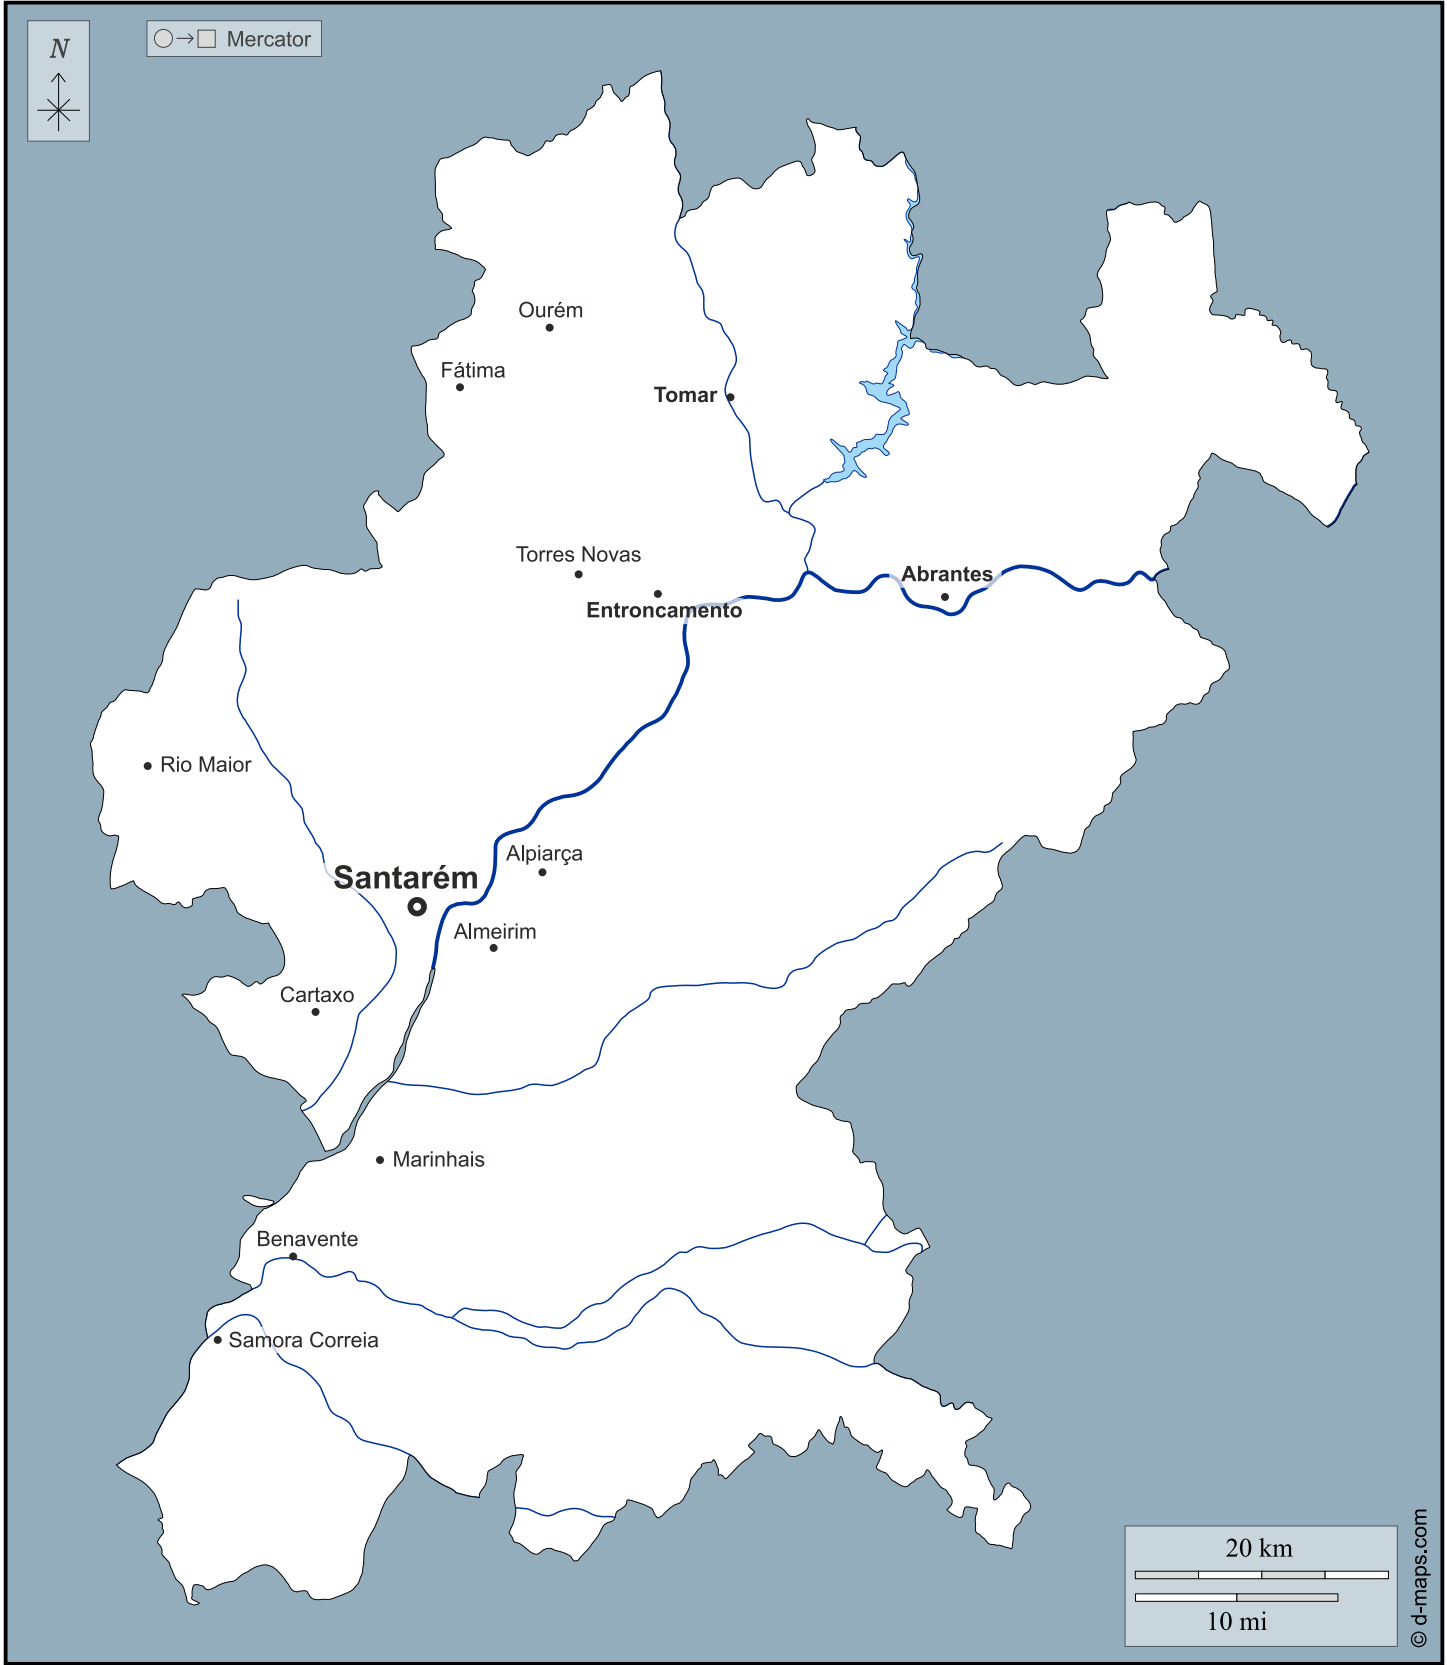 N
Mercator
Ourém
Fátima
Tomar
Torres Novas
Abrantes
Entroncamento
Rio Maior
Alpiarça
Santarém
Almeirim
Cartaxo
Marinhais
Benavente
Samora Correia
20 km
10 mi
© d-maps.com